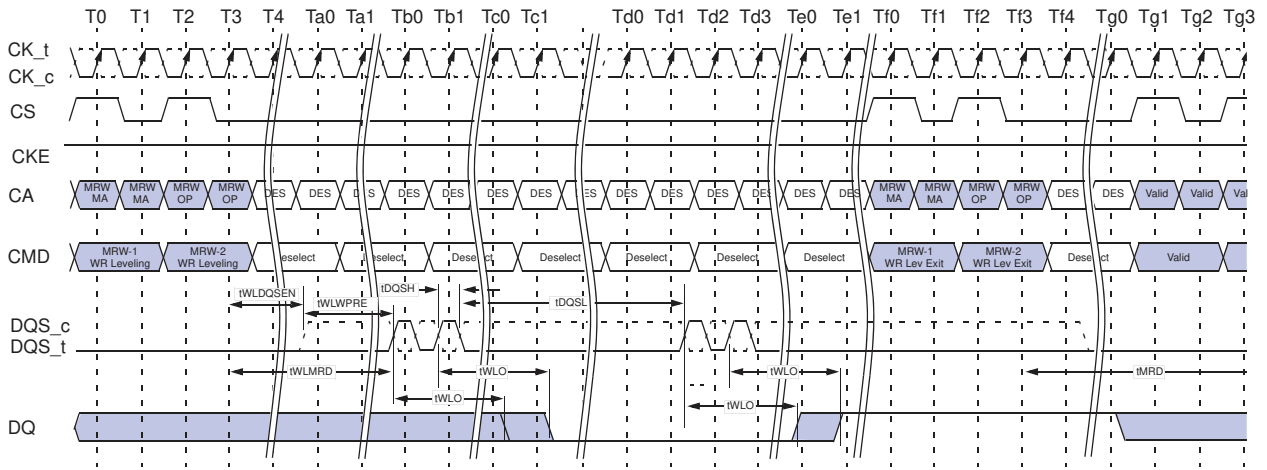 T0 T1 T2 T3 T4 Ta0 Ta1 Tb0 Tb1 Tc0 Tc1 Td0 Td1 Td2 Td3 Te0 Te1 Tf0 Tf1 Tf2 Tf3 Tf4 Tg0 Tg1 Tg2 Tg3
CK_t
CK_c
CS
CKE
CA
MRW MA MRW MA MRW OP MRW OP DES DES DES DES DES DES DES DES DES DES DES DES DES DES MRW MA MRW MA MRW OP MRW OP DES DES Valid Valid Val
CMD
MRW-1 WR Leveling MRW-2 WR Leveling Deselect Deselect Deselect Deselect Deselect Deselect Deselect MRW-1 WR Lev Exit MRW-2 WR Lev Exit Deselect Valid
tDQSH
tWLDQSEN
tWLWPRE
tDQSL
DQS_c
DQS_t
tWLMRD tWLO tWLO tMRD
tWLO tWLO
DQ